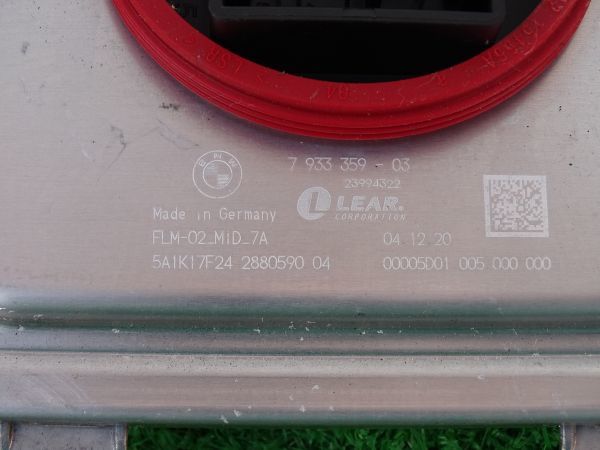 BMW
7 933 359 - 03
23994322
LEAR.
CORPORATION
Made in Germany
FLM-02_MiD_7A
04.12.20
5A1K17F24 2880590 04
00005D01 005 000 000